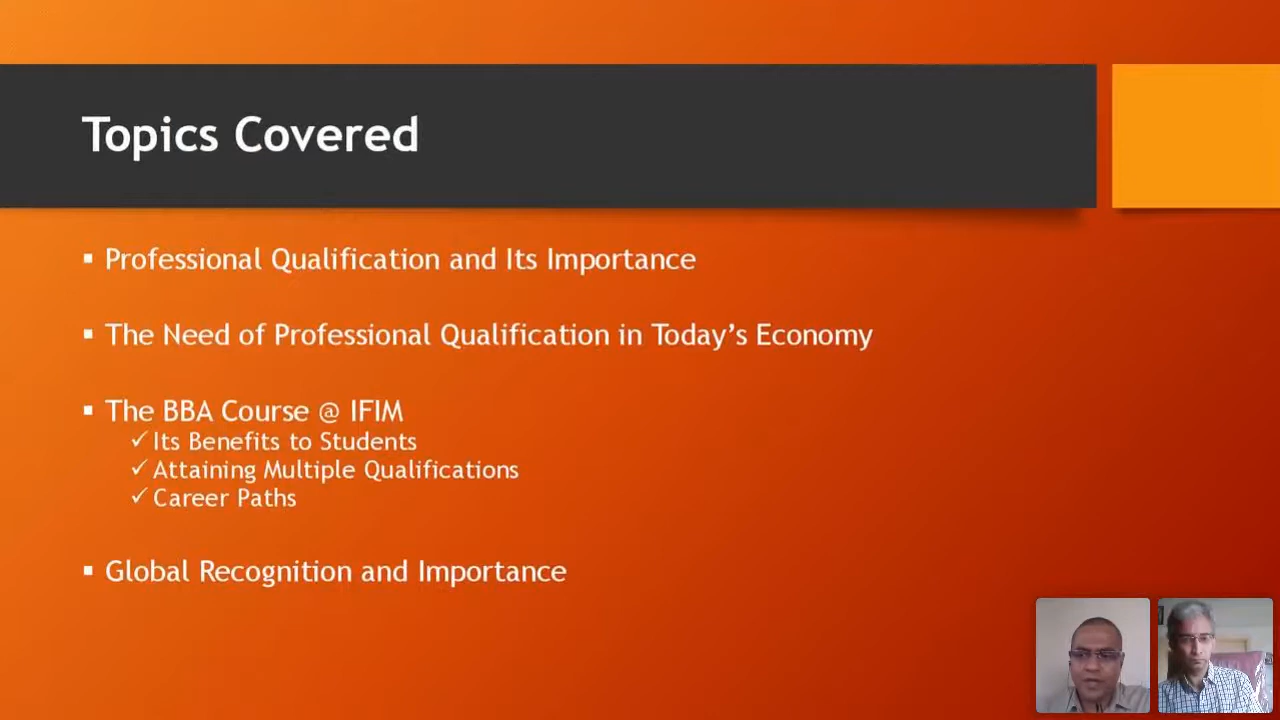 Topics Covered
▪ Professional Qualification and Its Importance
▪ The Need of Professional Qualification in Today’s Economy
▪ The BBA Course @ IFIM
✓ Its Benefits to Students
✓ Attaining Multiple Qualifications
✓ Career Paths
▪ Global Recognition and Importance